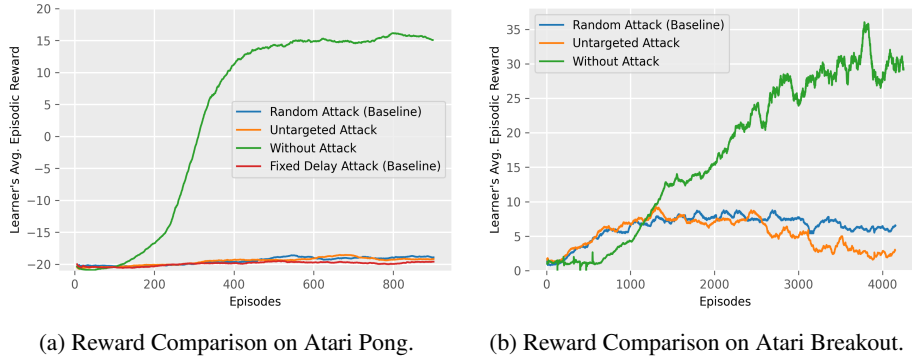 20
15
10
5
0
−5
−10
−15
−20
Learner's Avg. Episodic Reward
Random Attack (Baseline)
Untargeted Attack
Without Attack
Fixed Delay Attack (Baseline)
0
200
400
600
800
Episodes
(a) Reward Comparison on Atari Pong.
35
30
25
20
15
10
5
0
Learner's Avg. Episodic Reward
Random Attack (Baseline)
Untargeted Attack
Without Attack
0
1000
2000
3000
4000
Episodes
(b) Reward Comparison on Atari Breakout.